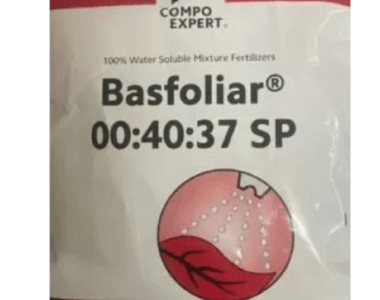 COMPO
EXPERT®
100% Water Soluble Mixture Fertilizers
Basfoliar®
00:40:37 SP